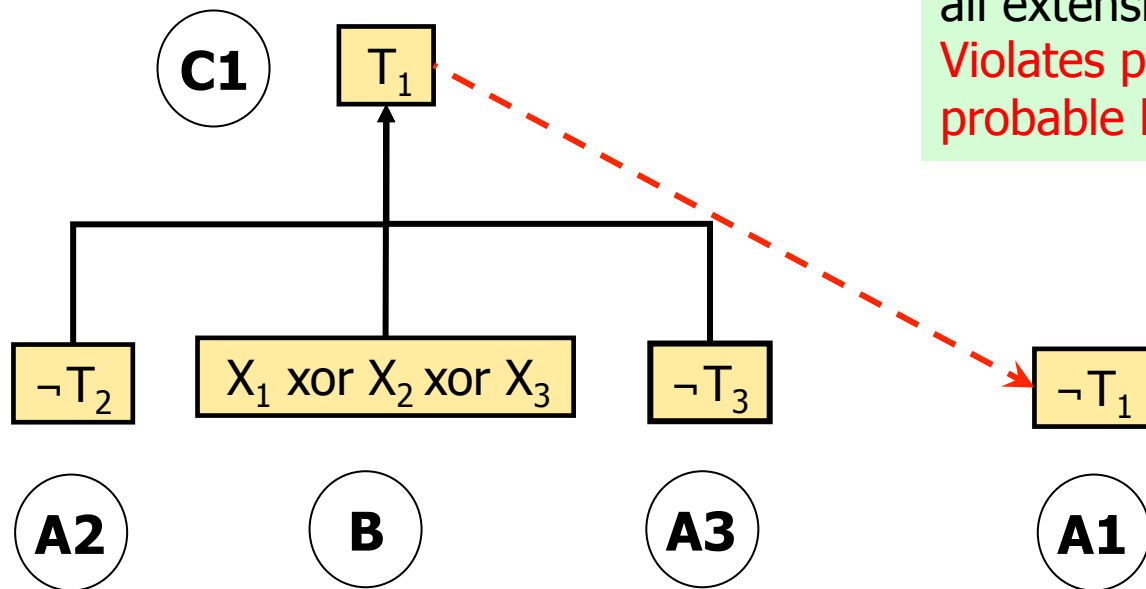 all extensi
Violates p
probable
C1
T₁
¬T₂
X₁ xor X₂ xor X₃
¬T₃
¬T₁
A2
B
A3
A1